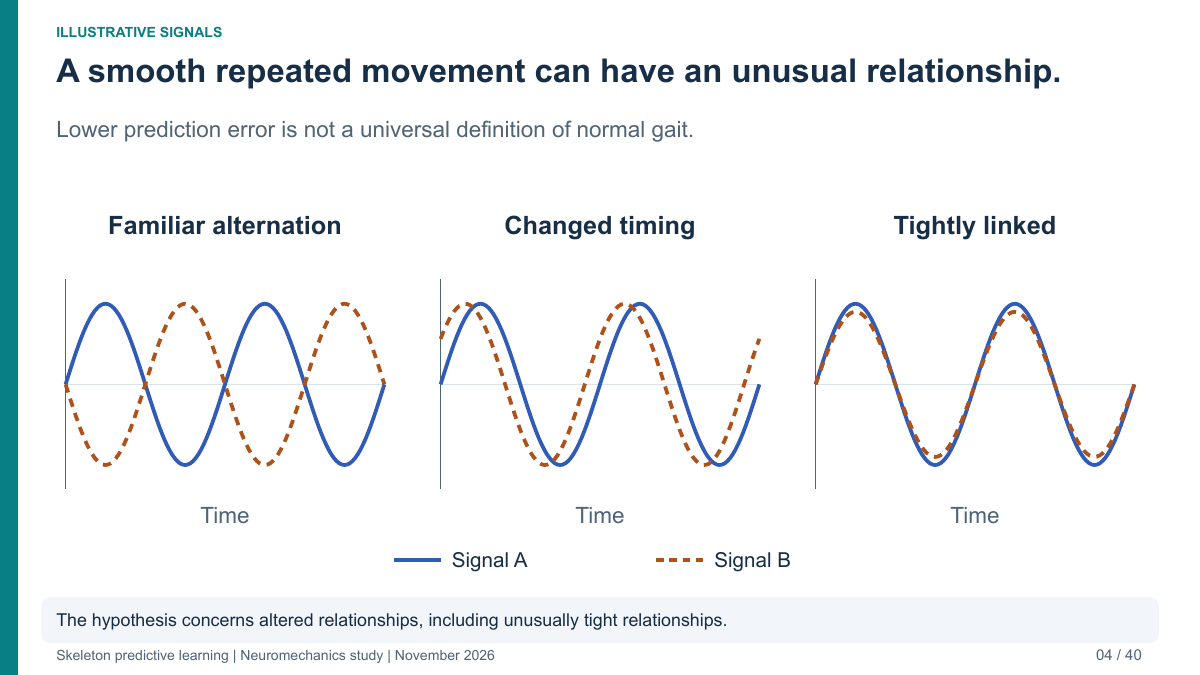 ILLUSTRATIVE SIGNALS
A smooth repeated movement can have an unusual relationship.
Lower prediction error is not a universal definition of normal gait.
Familiar alternation
Changed timing
Tightly linked
Time
Time
Time
Signal A
Signal B
The hypothesis concerns altered relationships, including unusually tight relationships.
Skeleton predictive learning | Neuromechanics study | November 2026
04 / 40